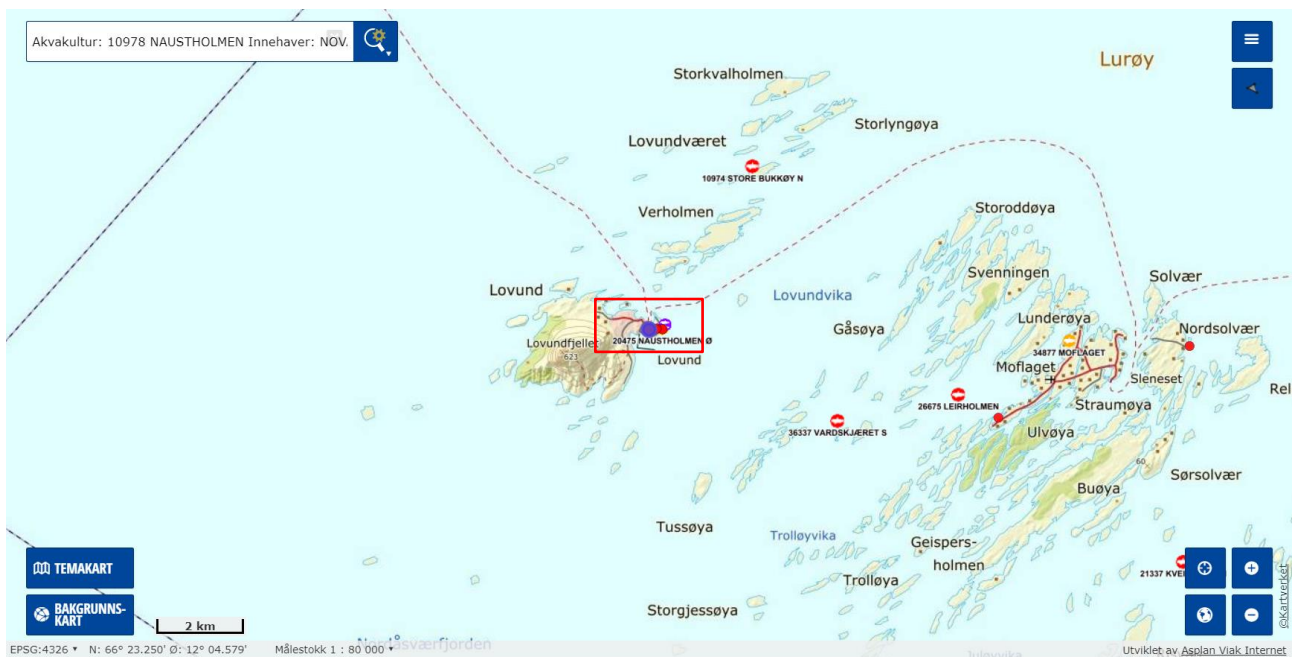 Akvakultur: 10978 NAUSTHOLMEN Innehaver: NOV.
Lurøy
Storkvalholmen
Storlyngøya
Lovundværet
10974 STORE BUKKØY N
Verholmen
Storoddøya
Svenningen
Solvær
Lovund
Lovundvika
Lunderøya
Gåsøya
Nordsolvær
Lovundfjellet
623
20475 NAUSTHOLMEN Ø
Lovund
34877 MOFLAGET
Moflaget
Sleneset
Rel
26675 LEIRHOLMEN
Straumøya
36337 VARDSKJÆRET S
Ulvøya
60
Sørsolvær
Buøya
Tussøya
Trolløyvika
Geispers-
holmen
Trolløya
21337 KVE
Storgjessøya
TEMAKART
BAKGRUNNS-
KART
2 km
©Kartverket
EPSG:4326 N: 66° 23.250' Ø: 12° 04.579' Målestokk 1 : 80 000
Utviklet av Asplan Viak Internet